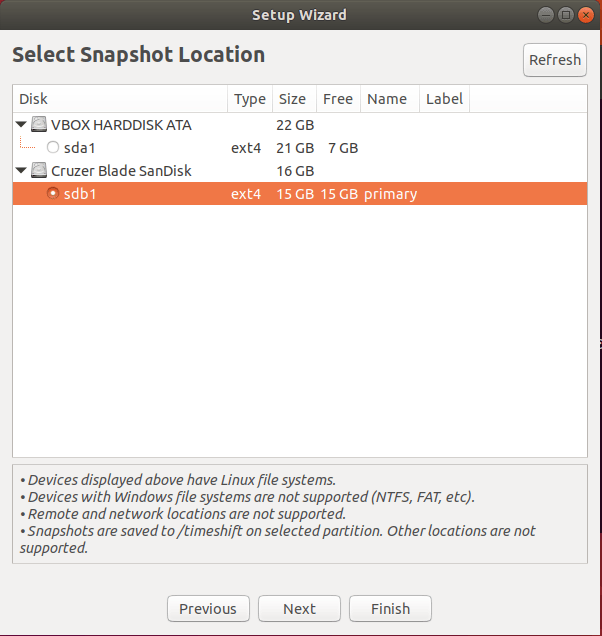 Setup Wizard
Select Snapshot Location
Refresh
Disk Type Size Free Name Label
VBOX HARDDISK ATA 22 GB
sda1 ext4 21 GB 7 GB
Cruzer Blade SanDisk 16 GB
sdb1 ext4 15 GB 15 GB primary
• Devices displayed above have Linux file systems.
• Devices with Windows file systems are not supported (NTFS, FAT, etc).
• Remote and network locations are not supported.
• Snapshots are saved to /timeshift on selected partition. Other locations are not
supported.
Previous Next Finish